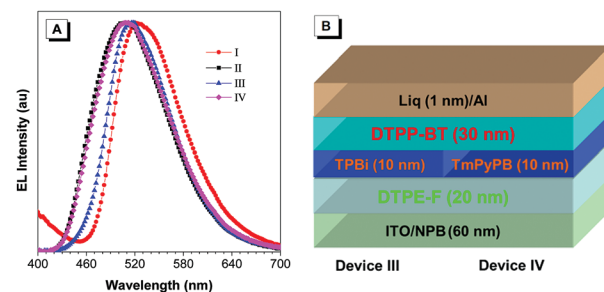 A
I
II
III
IV
EL Intensity (au)
400 460 520 580 640 700
Wavelength (nm)
B
Liq (1 nm)/Al
DTPP-BT (30 nm)
TPBi (10 nm) TmPyPB (10 nm)
DTPE-F (20 nm)
ITO/NPB (60 nm)
Device III Device IV